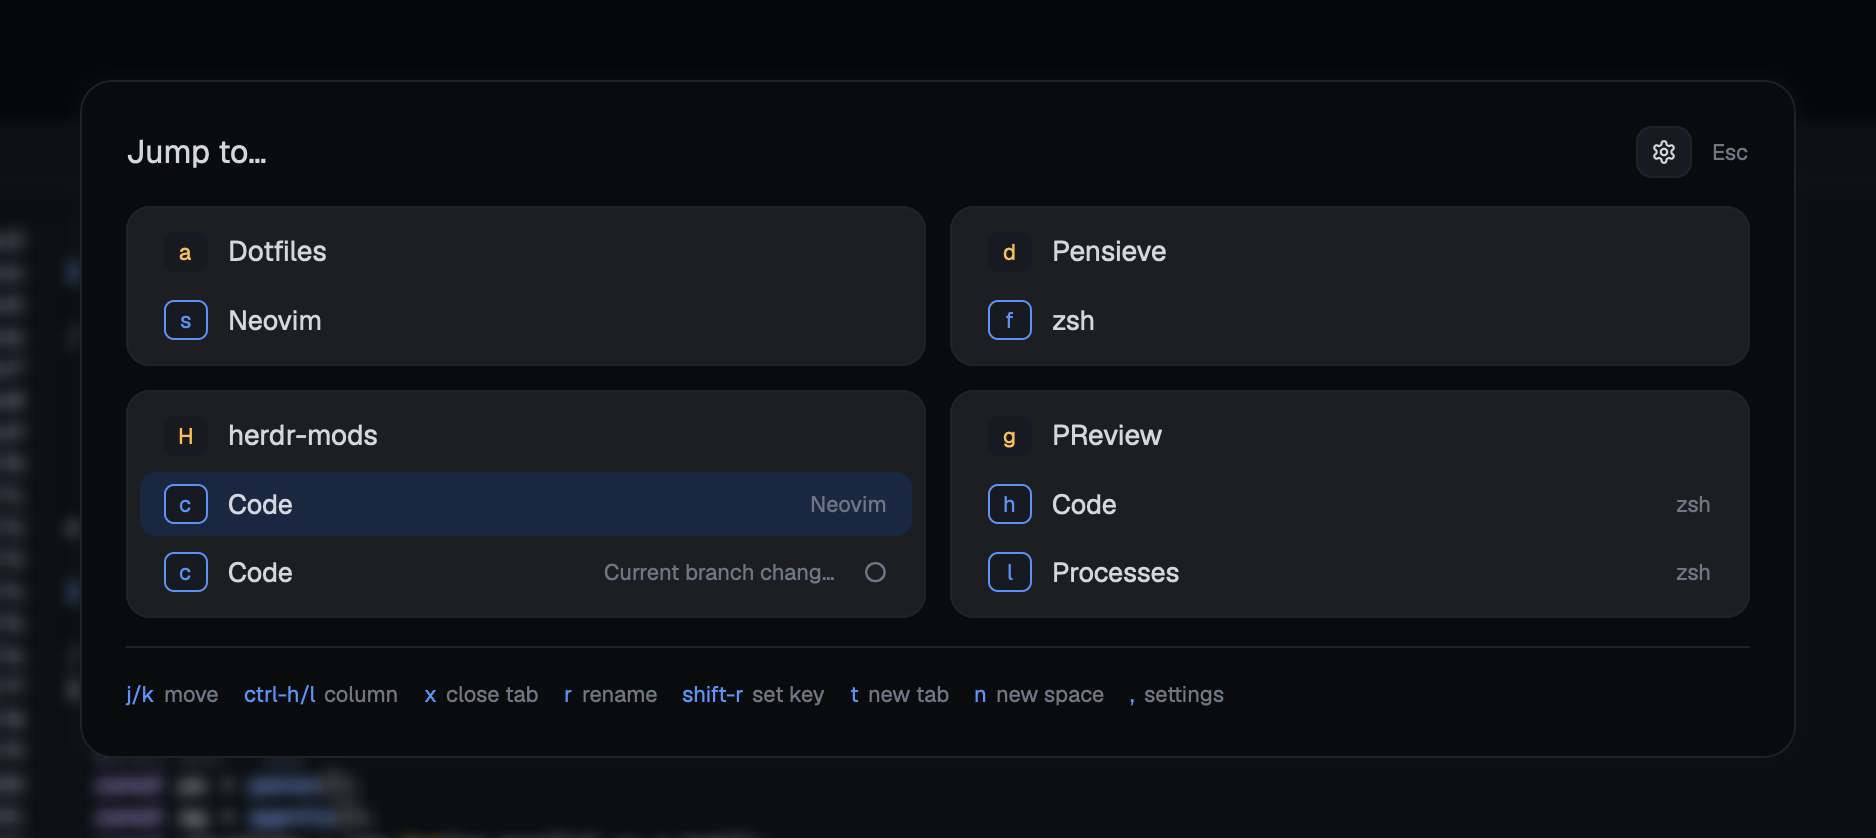 Jump to...
Esc
a Dotfiles
s Neovim
d Pensieve
f zsh
H herdr-mods
c Code Neovim
c Code Current branch chang...
g PReview
h Code zsh
l Processes zsh
j/k move ctrl-h/l column x close tab r rename shift-r set key t new tab n new space , settings